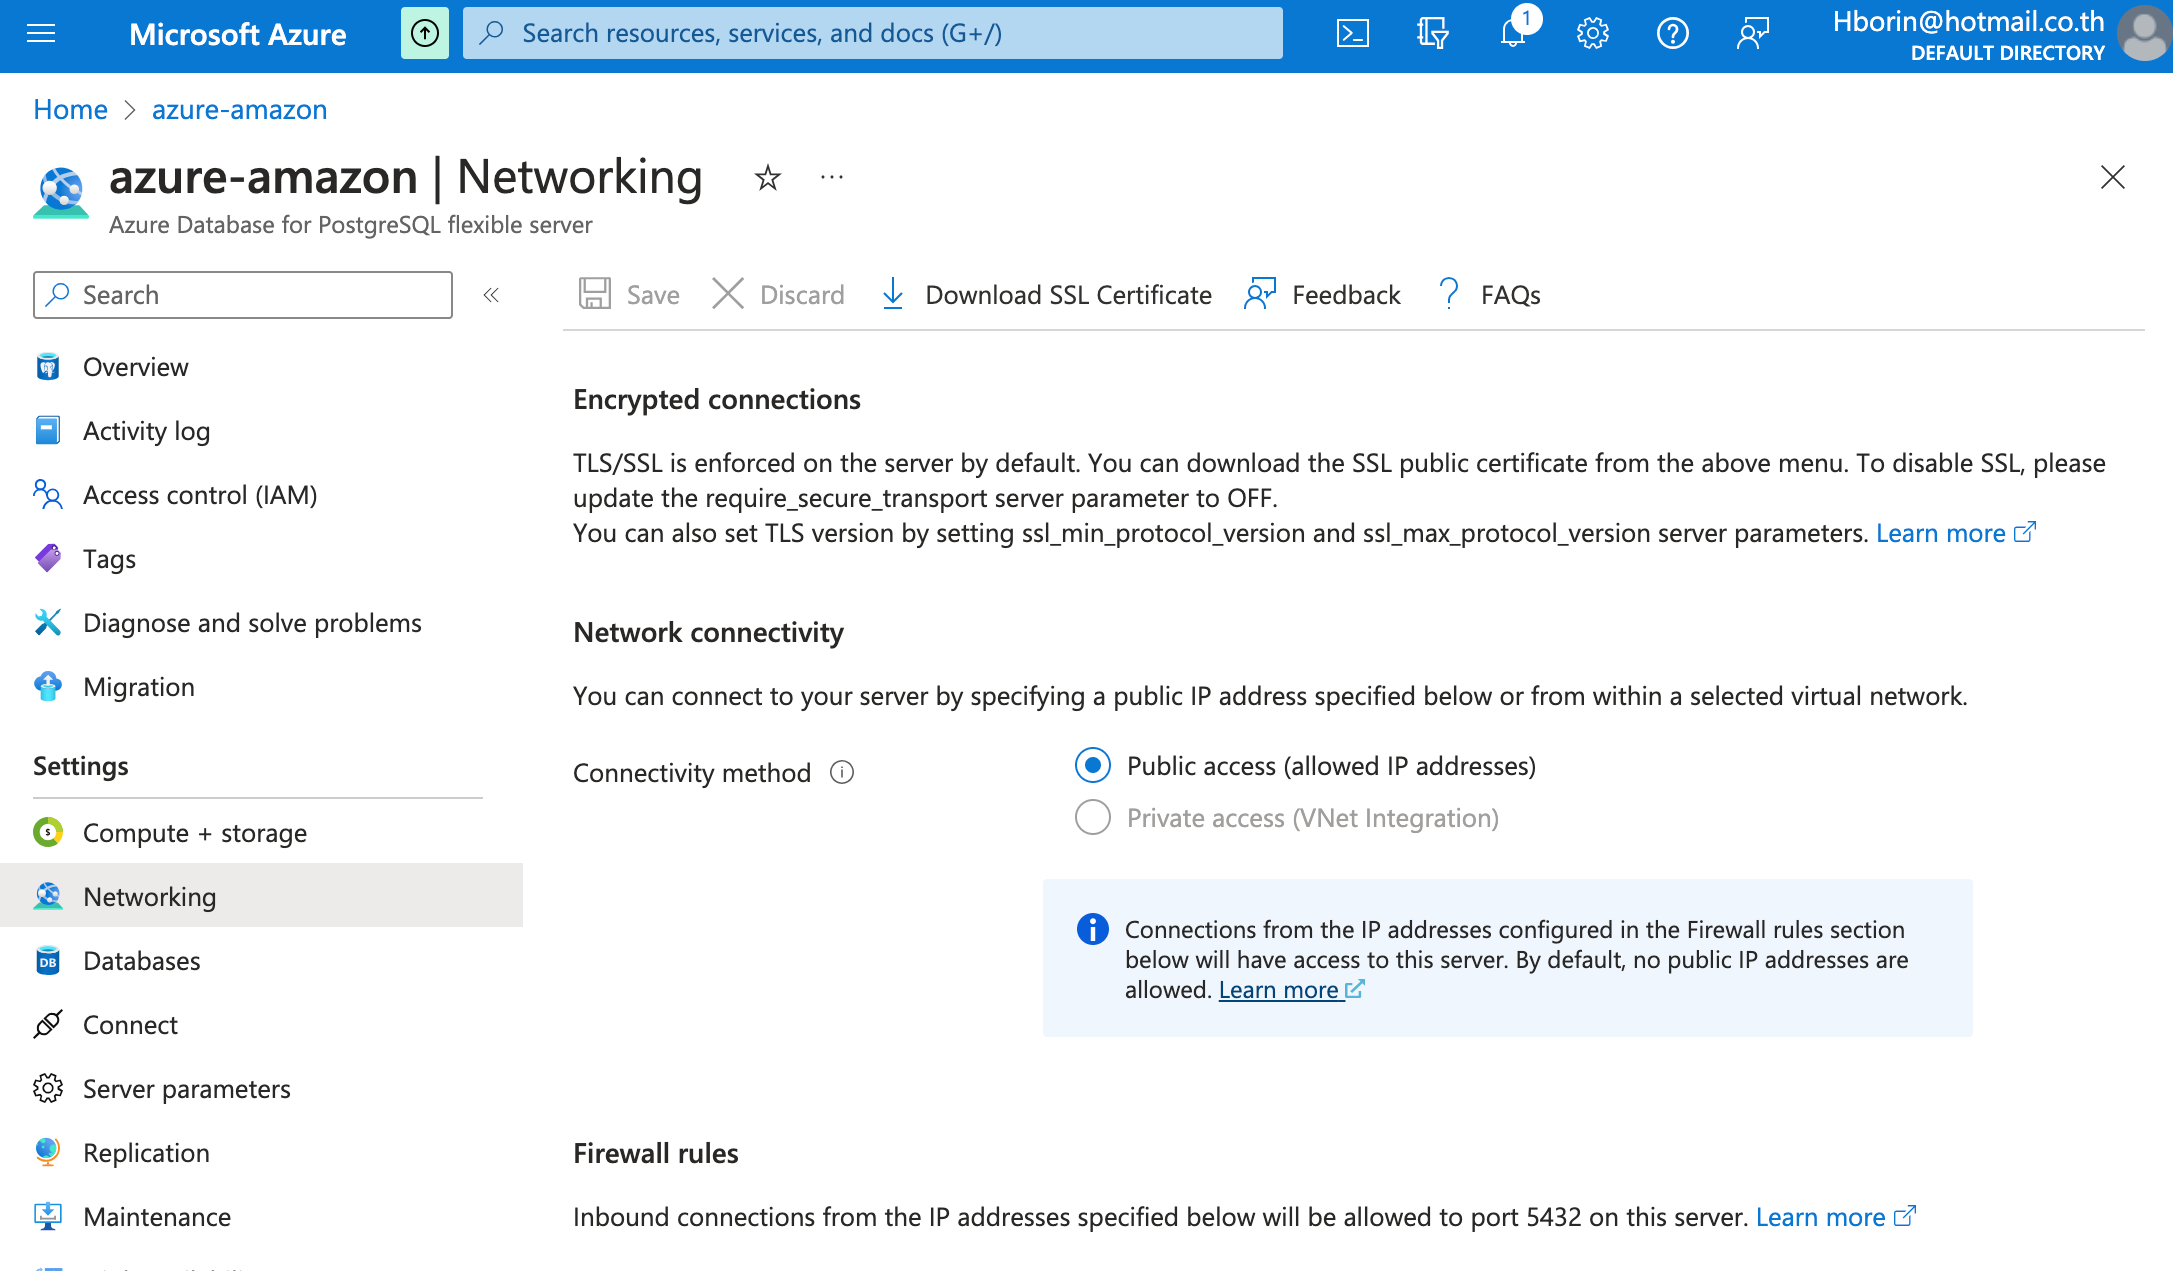 Microsoft Azure
Search resources, services, and docs (G+/)
1
Hborin@hotmail.co.th
DEFAULT DIRECTORY
Home > azure-amazon
azure-amazon | Networking
Azure Database for PostgreSQL flexible server
Search
Save
Discard
Download SSL Certificate
Feedback
FAQs
Overview
Activity log
Access control (IAM)
Tags
Diagnose and solve problems
Migration
Settings
Compute + storage
Networking
Databases
Connect
Server parameters
Replication
Maintenance
Encrypted connections
TLS/SSL is enforced on the server by default. You can download the SSL public certificate from the above menu. To disable SSL, please
update the require_secure_transport server parameter to OFF.
You can also set TLS version by setting ssl_min_protocol_version and ssl_max_protocol_version server parameters. Learn more
Network connectivity
You can connect to your server by specifying a public IP address specified below or from within a selected virtual network.
Connectivity method
Public access (allowed IP addresses)
Private access (VNet Integration)
Connections from the IP addresses configured in the Firewall rules section
below will have access to this server. By default, no public IP addresses are
allowed. Learn more
Firewall rules
Inbound connections from the IP addresses specified below will be allowed to port 5432 on this server. Learn more